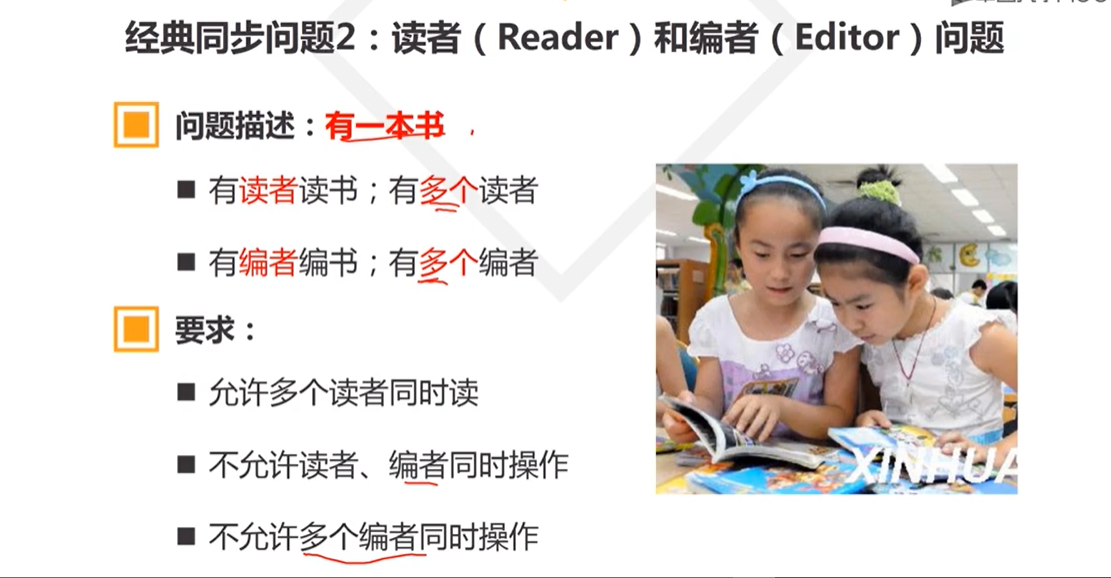 经典同步问题2：读者（Reader）和编者（Editor）问题
问题描述：有一本书
有读者读书；有多个读者
有编者编书；有多个编者
要求：
允许多个读者同时读
不允许读者、编者同时操作
不允许多个编者同时操作
XINHUA